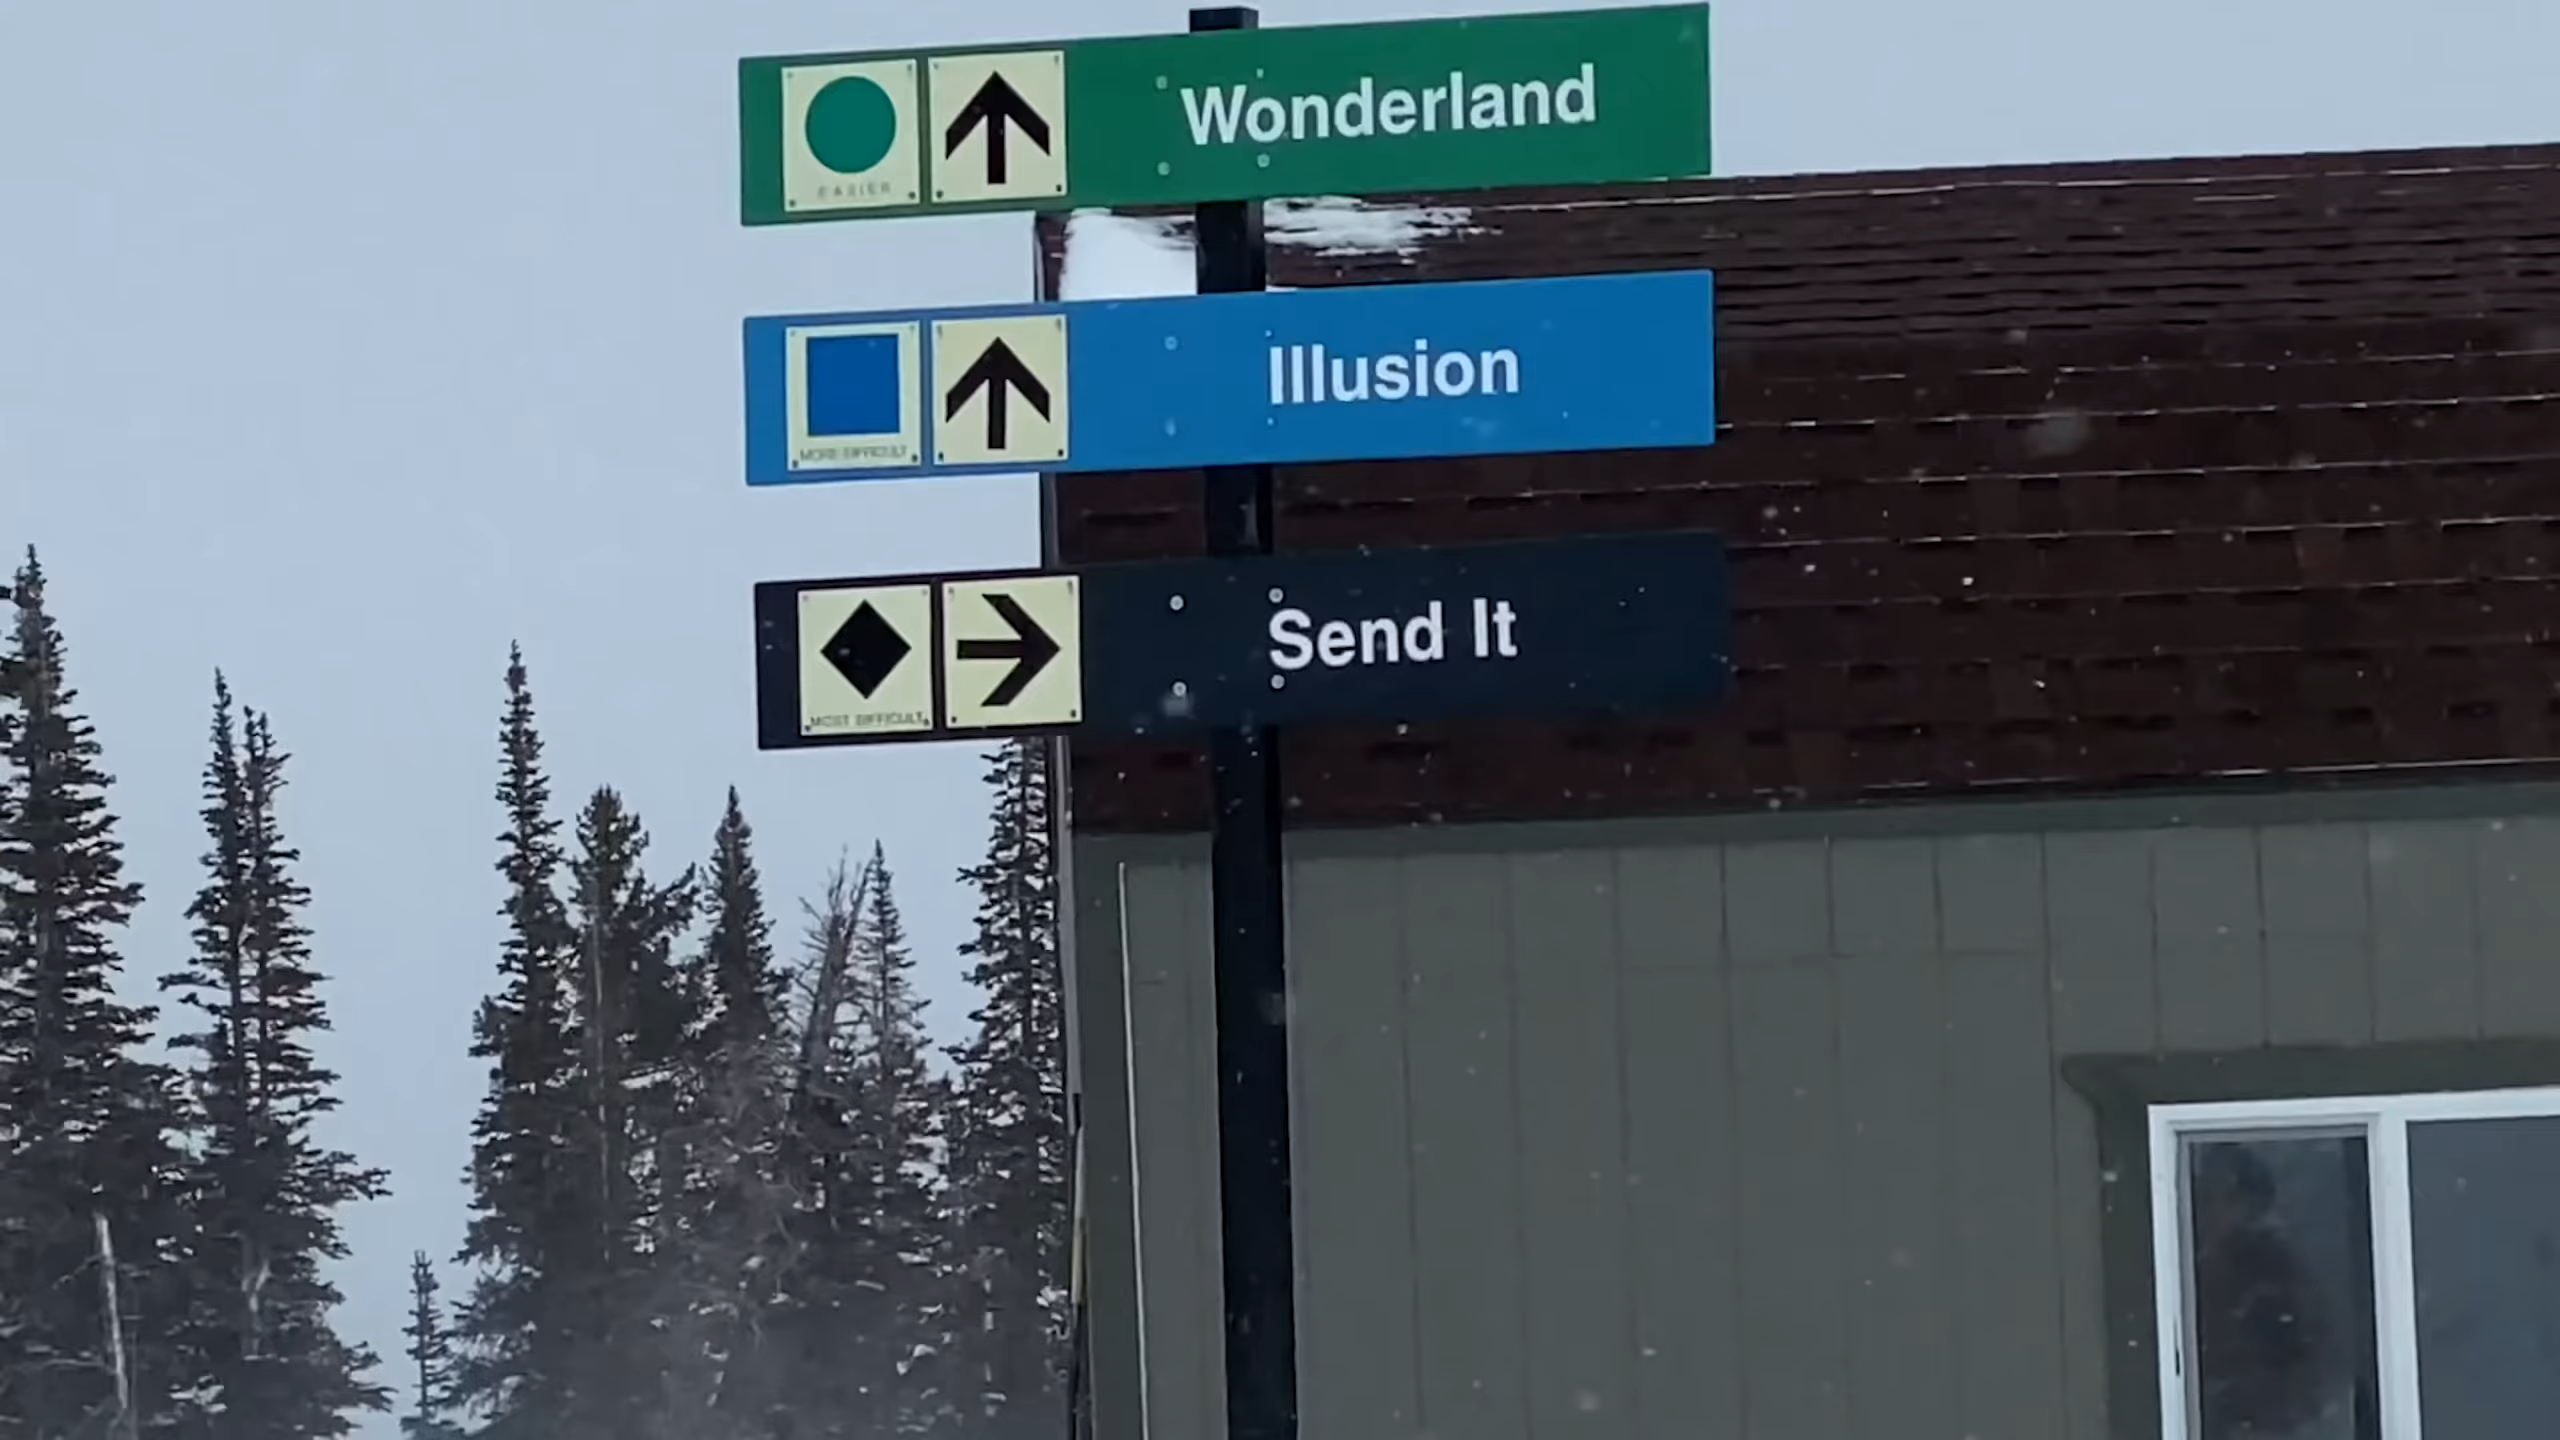 Wonderland
EASIER
Illusion
MORE DIFFICULT
Send It
MOST DIFFICULT